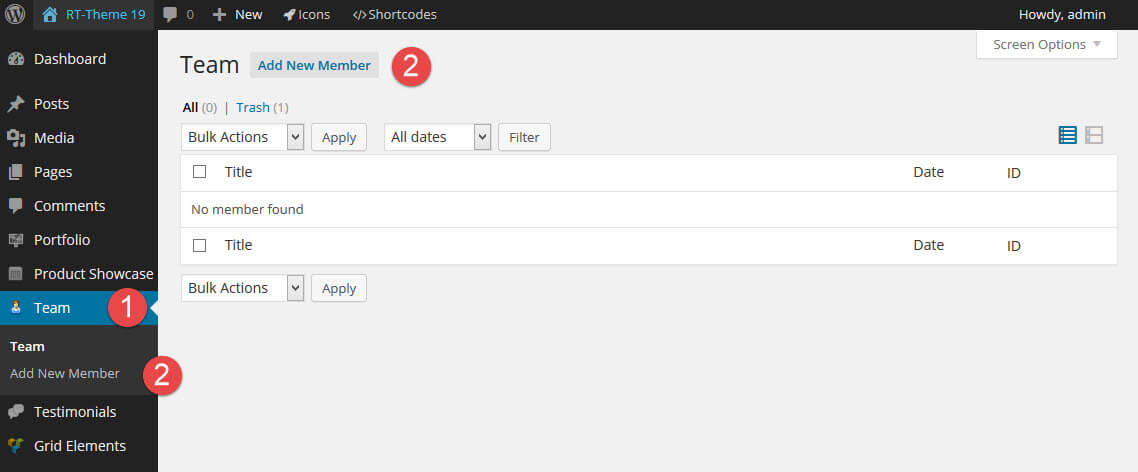 RT-Theme 19 0 New Icons Shortcodes Howdy, admin
Screen Options
Dashboard
Posts
Media
Pages
Comments
Portfolio
Product Showcase
Team 1
Team
Add New Member 2
Testimonials
Grid Elements
Team Add New Member 2
All (0) | Trash (1)
Bulk Actions Apply All dates Filter
Title Date ID
No member found
Title Date ID
Bulk Actions Apply